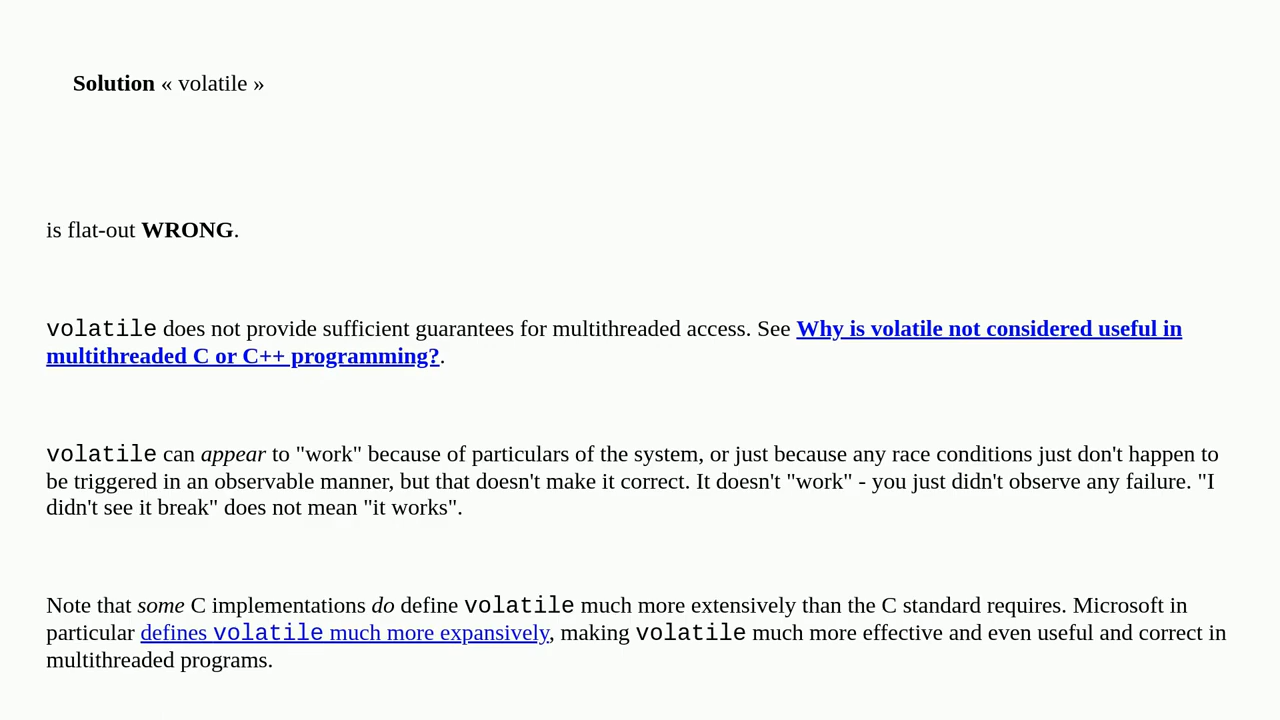 Solution « volatile »
is flat-out WRONG.
volatile does not provide sufficient guarantees for multithreaded access. See Why is volatile not considered useful in
multithreaded C or C++ programming?.
volatile can appear to "work" because of particulars of the system, or just because any race conditions just don't happen to
be triggered in an observable manner, but that doesn't make it correct. It doesn't "work" - you just didn't observe any failure. "I
didn't see it break" does not mean "it works".
Note that some C implementations do define volatile much more extensively than the C standard requires. Microsoft in
particular defines volatile much more expansively, making volatile much more effective and even useful and correct in
multithreaded programs.